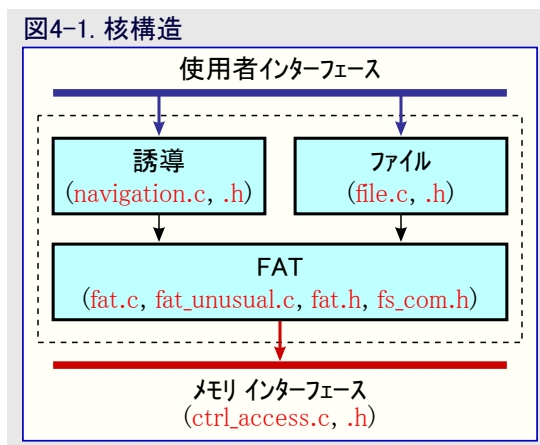 図4-1. 核構造
使用者インターフェース
誘導
(navigation.c, .h)
ファイル
(file.c, .h)
FAT
(fat.c, fat_unusual.c, fat.h, fs_com.h)
メモリ インターフェース
(ctrl_access.c, .h)